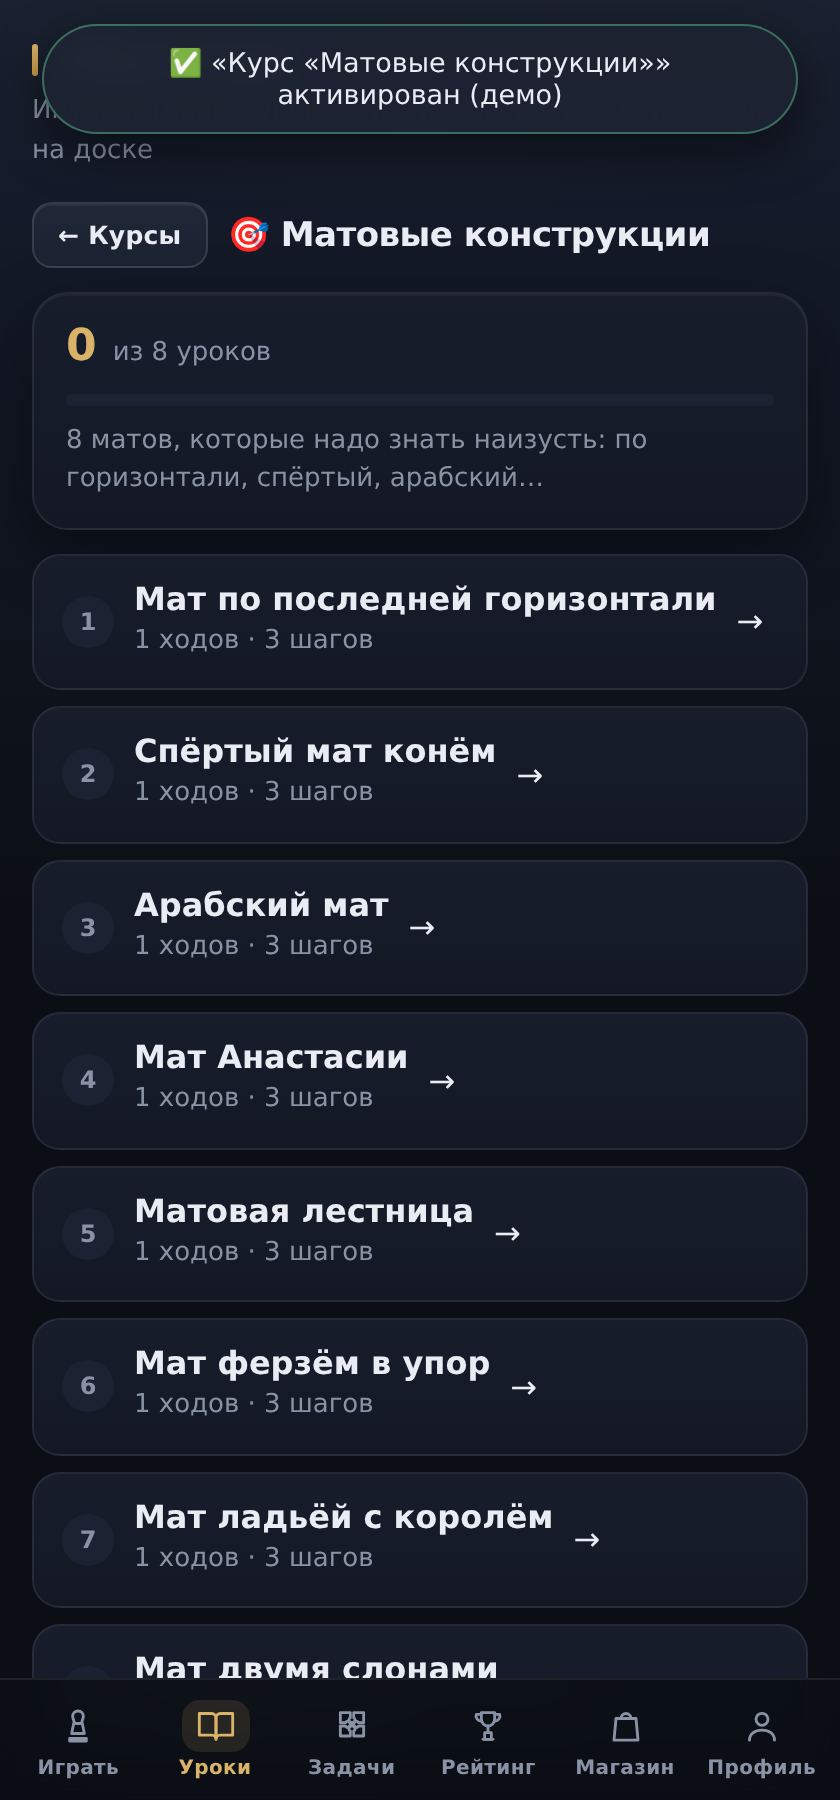 ✅ «Курс «Матовые конструкции»»
активирован (демо)
на доске
← Курсы
🎯 Матовые конструкции
0 из 8 уроков
8 матов, которые надо знать наизусть: по
горизонтали, спёртый, арабский…
1
Мат по последней горизонтали
1 ходов · 3 шагов
→
2
Спёртый мат конём
1 ходов · 3 шагов
→
3
Арабский мат
1 ходов · 3 шагов
→
4
Мат Анастасии
1 ходов · 3 шагов
→
5
Матовая лестница
1 ходов · 3 шагов
→
6
Мат ферзём в упор
1 ходов · 3 шагов
→
7
Мат ладьёй с королём
1 ходов · 3 шагов
→
Мат двумя слонами
Играть
Уроки
Задачи
Рейтинг
Магазин
Профиль